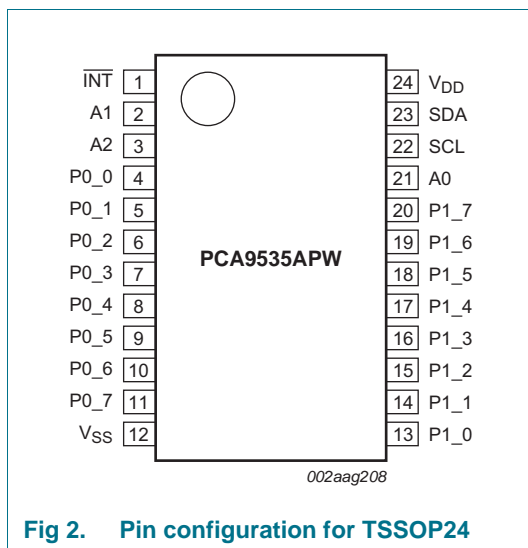 INT 1 24 VDD
A1 2 23 SDA
A2 3 22 SCL
P0_0 4 21 A0
P0_1 5 20 P1_7
P0_2 6 19 P1_6
P0_3 7 PCA9535APW 18 P1_5
P0_4 8 17 P1_4
P0_5 9 16 P1_3
P0_6 10 15 P1_2
P0_7 11 14 P1_1
VSS 12 13 P1_0
002aag208
Fig 2. Pin configuration for TSSOP24